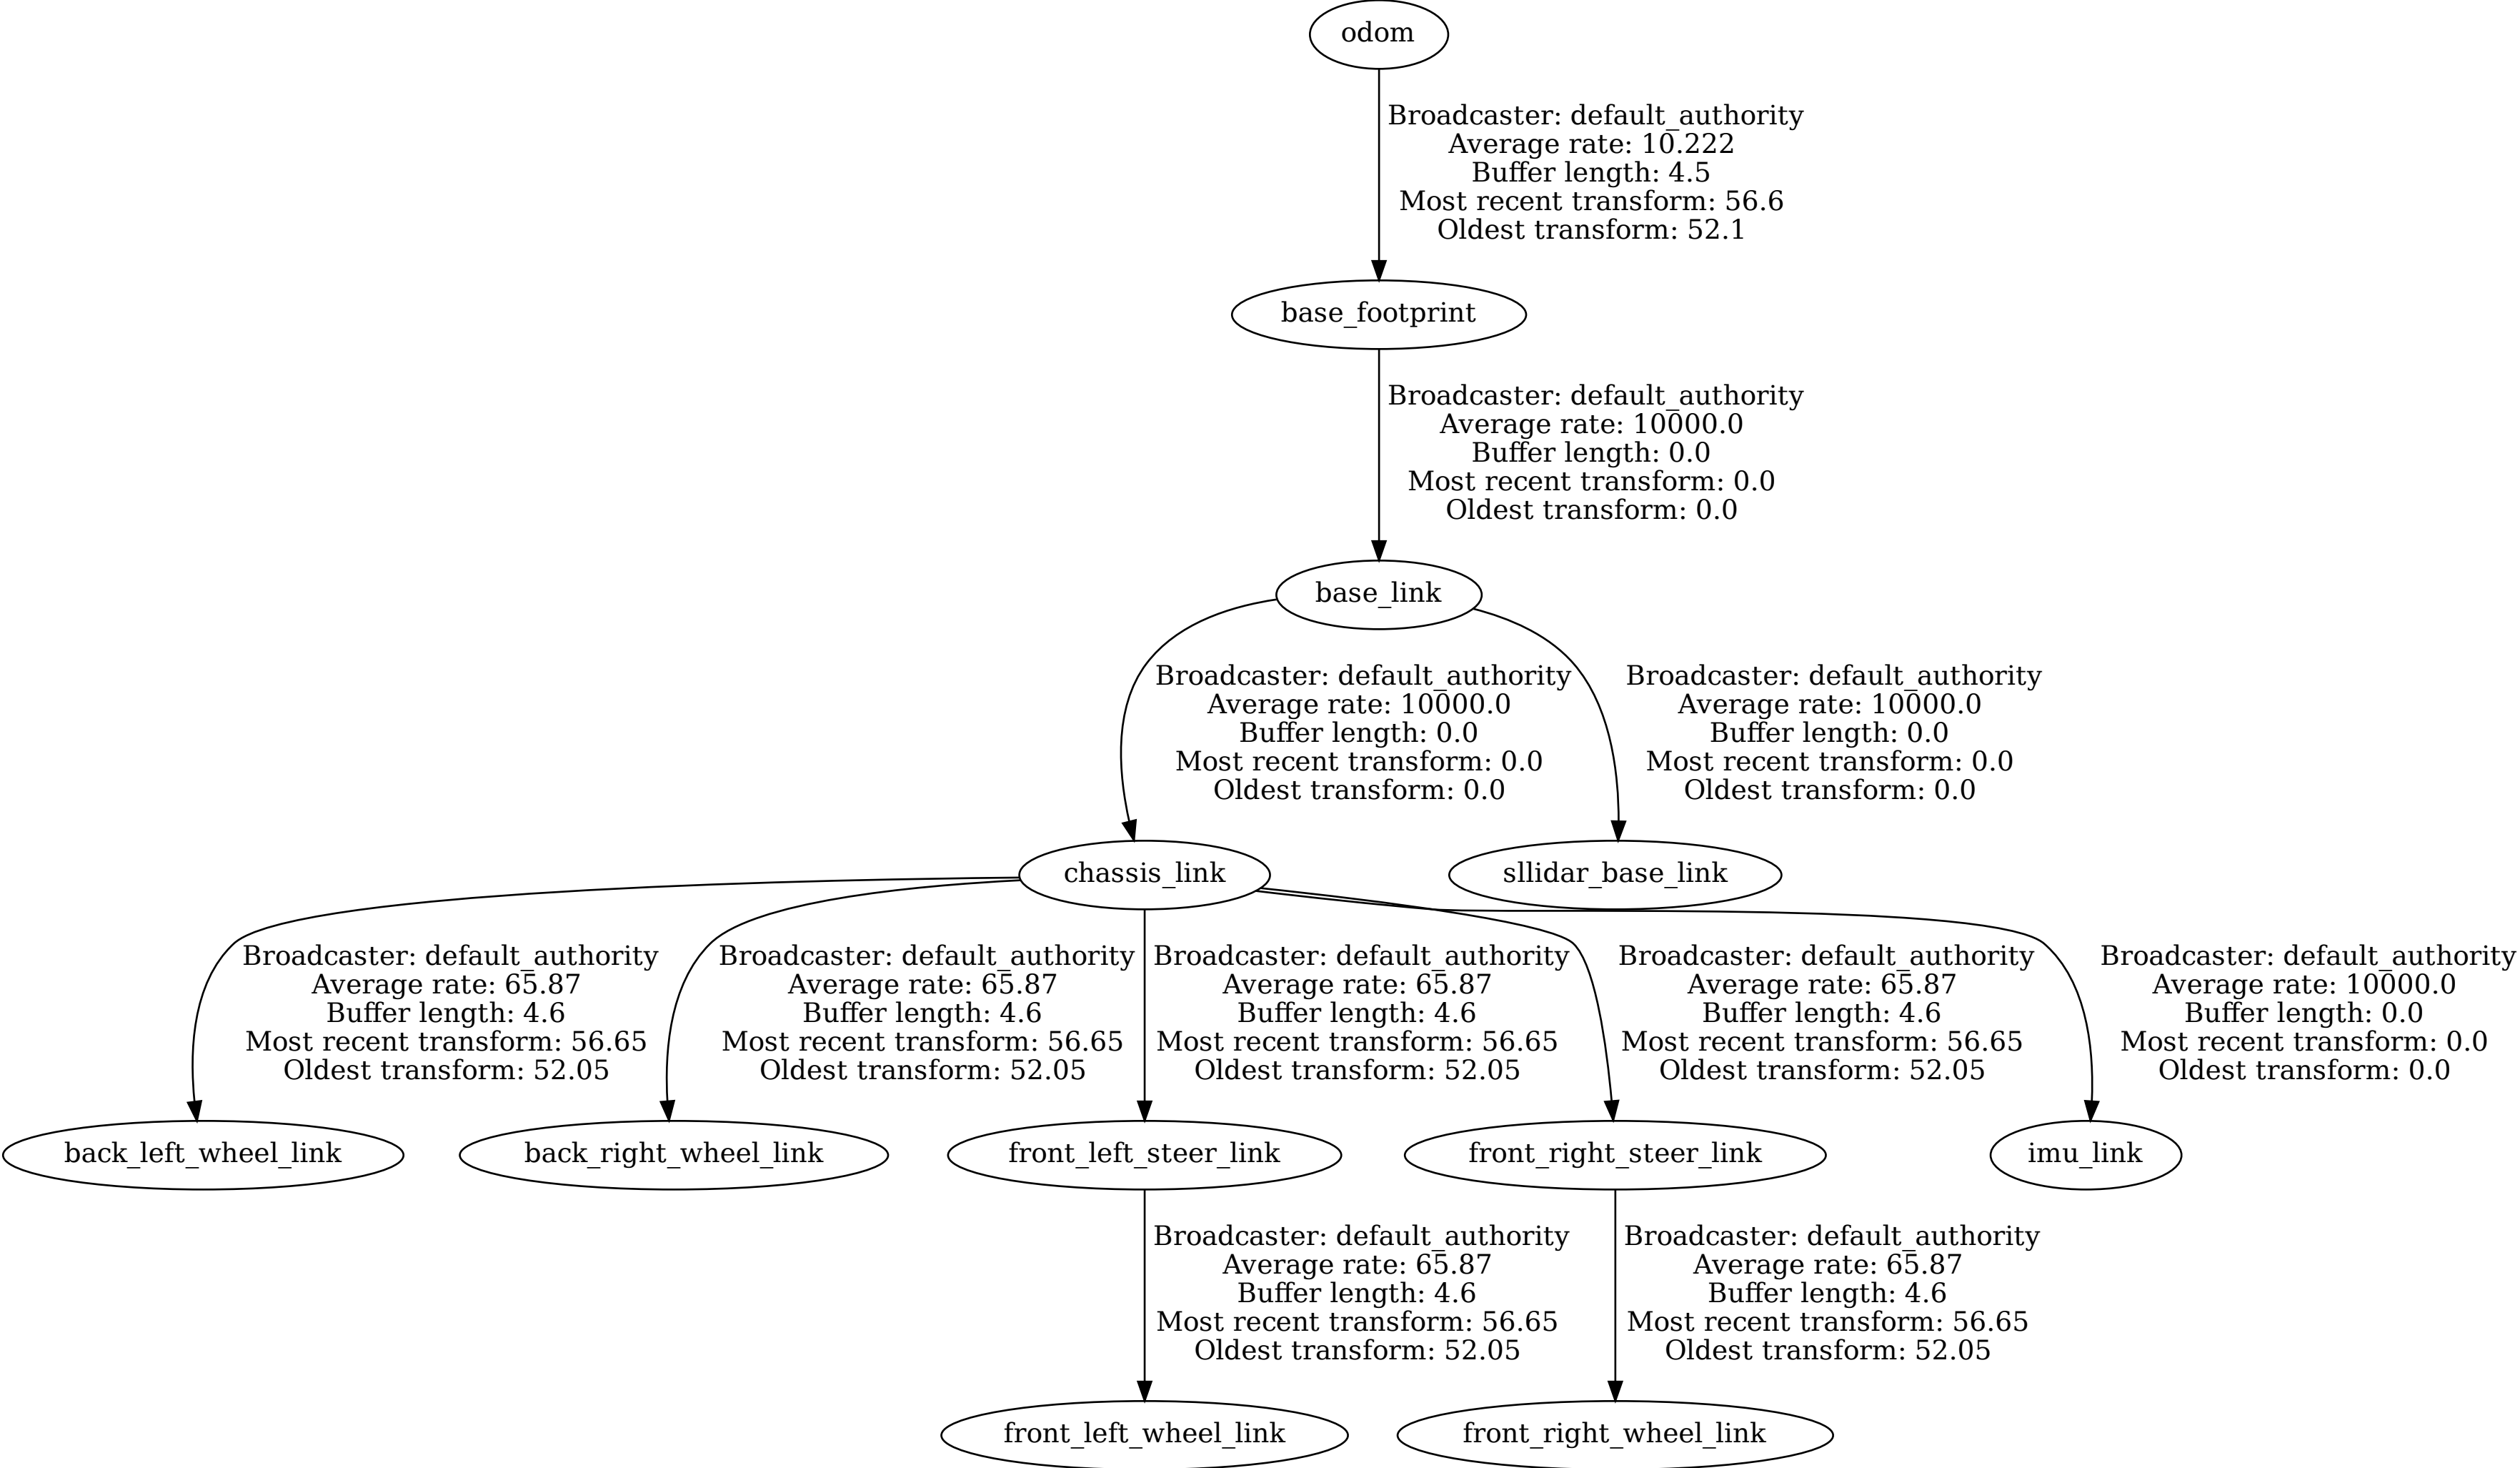 odom
Broadcaster: default_authority
Average rate: 10.222
Buffer length: 4.5
Most recent transform: 56.6
Oldest transform: 52.1
base_footprint
Broadcaster: default_authority
Average rate: 10000.0
Buffer length: 0.0
Most recent transform: 0.0
Oldest transform: 0.0
base_link
Broadcaster: default_authority
Average rate: 10000.0
Buffer length: 0.0
Most recent transform: 0.0
Oldest transform: 0.0
Broadcaster: default_authority
Average rate: 10000.0
Buffer length: 0.0
Most recent transform: 0.0
Oldest transform: 0.0
chassis_link
sllidar_base_link
Broadcaster: default_authority
Average rate: 65.87
Buffer length: 4.6
Most recent transform: 56.65
Oldest transform: 52.05
Broadcaster: default_authority
Average rate: 65.87
Buffer length: 4.6
Most recent transform: 56.65
Oldest transform: 52.05
Broadcaster: default_authority
Average rate: 65.87
Buffer length: 4.6
Most recent transform: 56.65
Oldest transform: 52.05
Broadcaster: default_authority
Average rate: 65.87
Buffer length: 4.6
Most recent transform: 56.65
Oldest transform: 52.05
Broadcaster: default_authority
Average rate: 10000.0
Buffer length: 0.0
Most recent transform: 0.0
Oldest transform: 0.0
back_left_wheel_link
back_right_wheel_link
front_left_steer_link
front_right_steer_link
imu_link
Broadcaster: default_authority
Average rate: 65.87
Buffer length: 4.6
Most recent transform: 56.65
Oldest transform: 52.05
Broadcaster: default_authority
Average rate: 65.87
Buffer length: 4.6
Most recent transform: 56.65
Oldest transform: 52.05
front_left_wheel_link
front_right_wheel_link